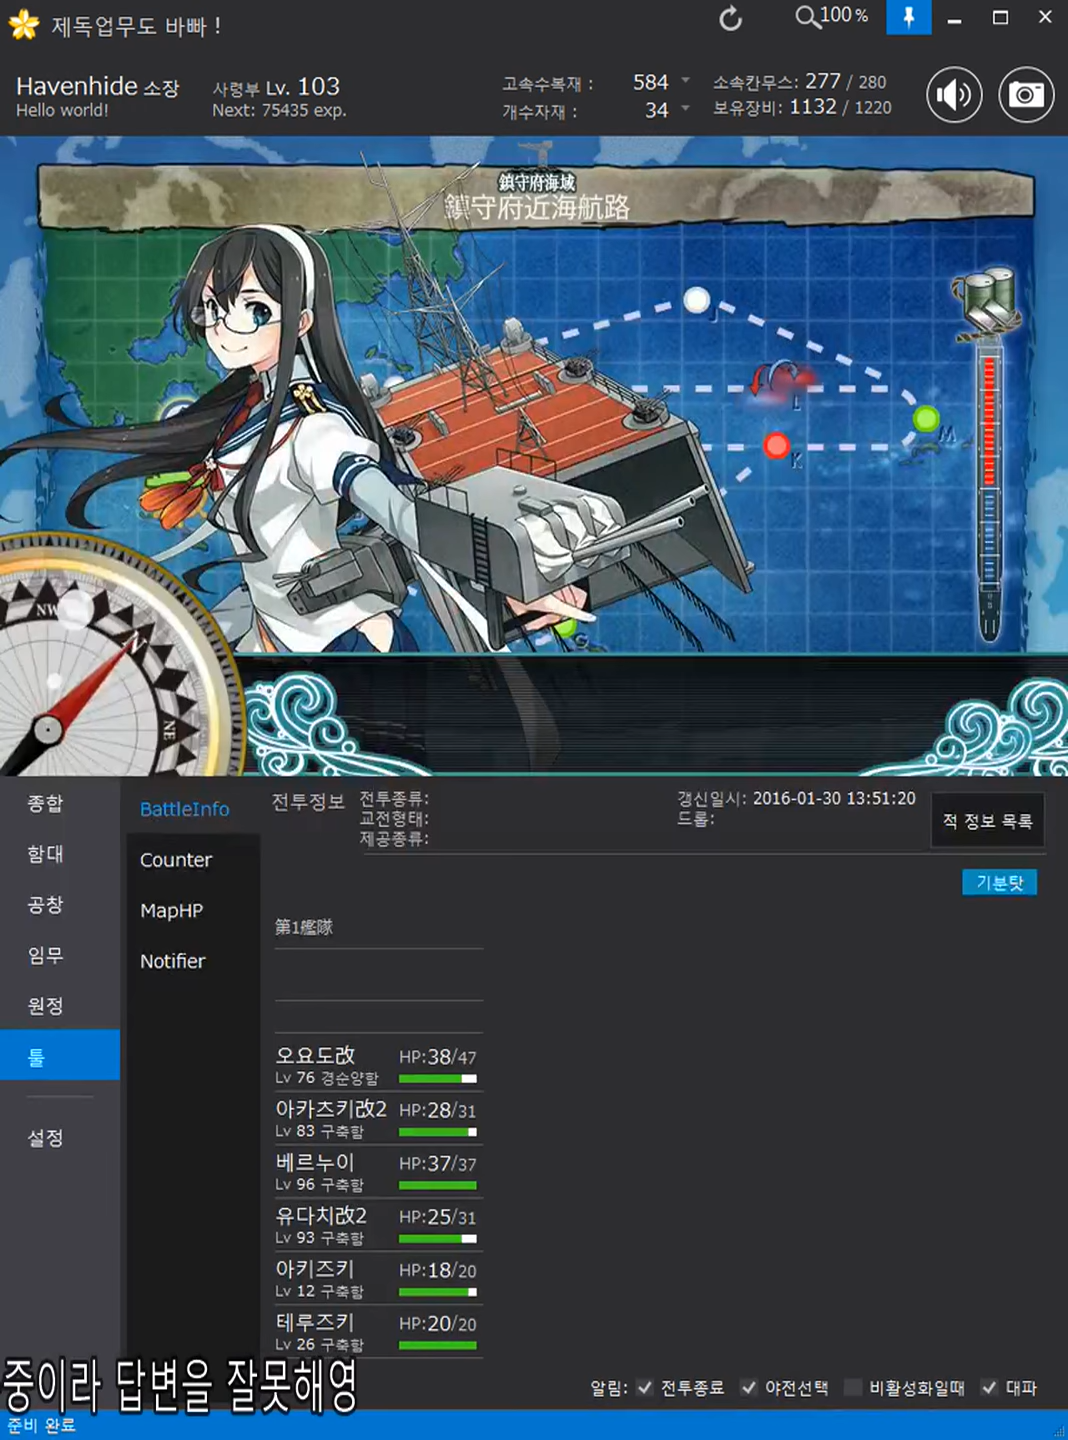 제독업무도 바빠 !
100 %
Havenhide 소장
사령부 Lv. 103
고속수복재 : 584
소속칸무스: 277 / 280
Hello world!
Next: 75435 exp.
개수자재 : 34
보유장비: 1132 / 1220
鎮守府海域
鎮守府近海航路
J
L
M
K
G
NW
N
NE
종합
함대
공창
임무
원정
툴
설정
BattleInfo
Counter
MapHP
Notifier
전투정보
전투종류:
교전형태:
제공종류:
갱신일시: 2016-01-30 13:51:20
드롭:
적 정보 목록
기분탓
第1艦隊
오요도改 HP:38/47
Lv 76 경순양함
아카츠키改2 HP:28/31
Lv 83 구축함
베르누이 HP:37/37
Lv 96 구축함
유다치改2 HP:25/31
Lv 93 구축함
아키즈키 HP:18/20
Lv 12 구축함
테루즈키 HP:20/20
Lv 26 구축함
중이라 답변을 잘못해영
알림: 전투종료 야전선택 비활성화일때 대파
준비 완료